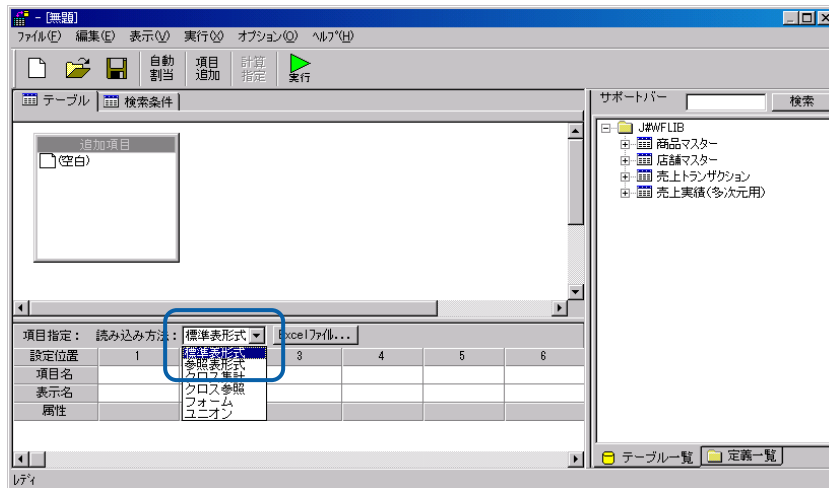 - [無題]
ファイル(F) 編集(E) 表示(V) 実行(X) オプション(O) ヘルプ(H)
自動割当 項目追加 計算指定 実行
テーブル 検索条件
追加項目
(空白)
サポートバー 検索
J#WFLIB
商品マスター
店舗マスター
売上トランザクション
売上実績(多次元用)
項目指定： 読み込み方法： 標準表形式 Excelファイル...
設定位置 1 3 4 5 6
項目名
表示名
属性
標準表形式
参照表形式
クロス集計
クロス参照
フォーム
ユニオン
テーブル一覧 定義一覧
レディ